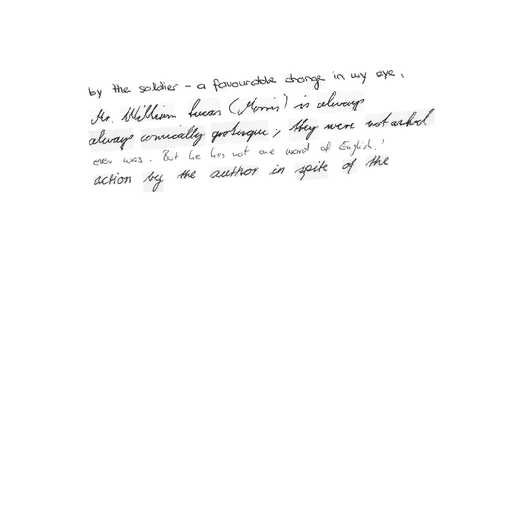 by the soldier - a favourable change in my eye,
Mr. William Lucas (Morris) is always
always comically grotesque, they were not asked
ever was. But he has not one word of English.'
action by the author in spite of the